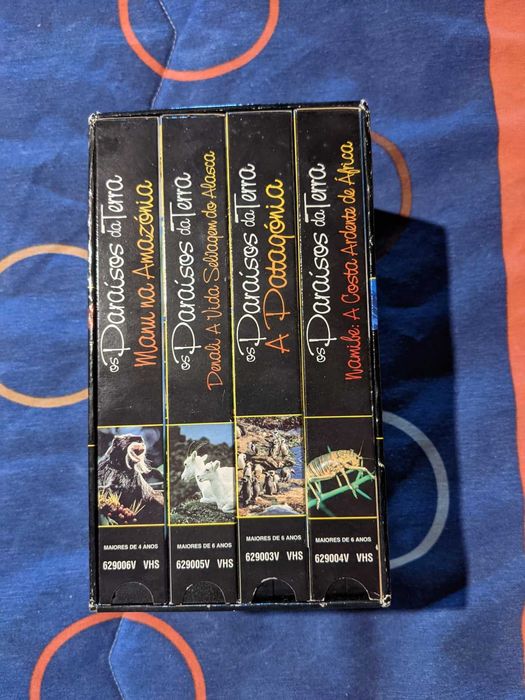 os Paraísos da Terra
Manu na Amazónia
MAIORES DE 4 ANOS
629006V VHS
os Paraísos da Terra
Denali A Vida Selvagem do Alasca
MAIORES DE 6 ANOS
629005V VHS
os Paraísos da Terra
A Patagónia
MAIORES DE 6 ANOS
629003V VHS
os Paraísos da Terra
Namibe: A Costa Ardente de África
MAIORES DE 6 ANOS
629004V VHS